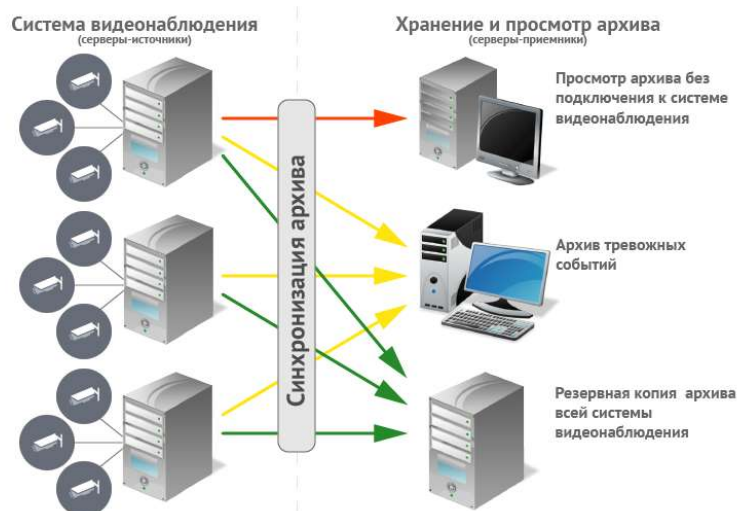 Система видеонаблюдения
(серверы-источники)
Хранение и просмотр архива
(серверы-приемники)
Синхронизация архива
Просмотр архива без
подключения к системе
видеонаблюдения
Архив тревожных
событий
Резервная копия архива
всей системы
видеонаблюдения